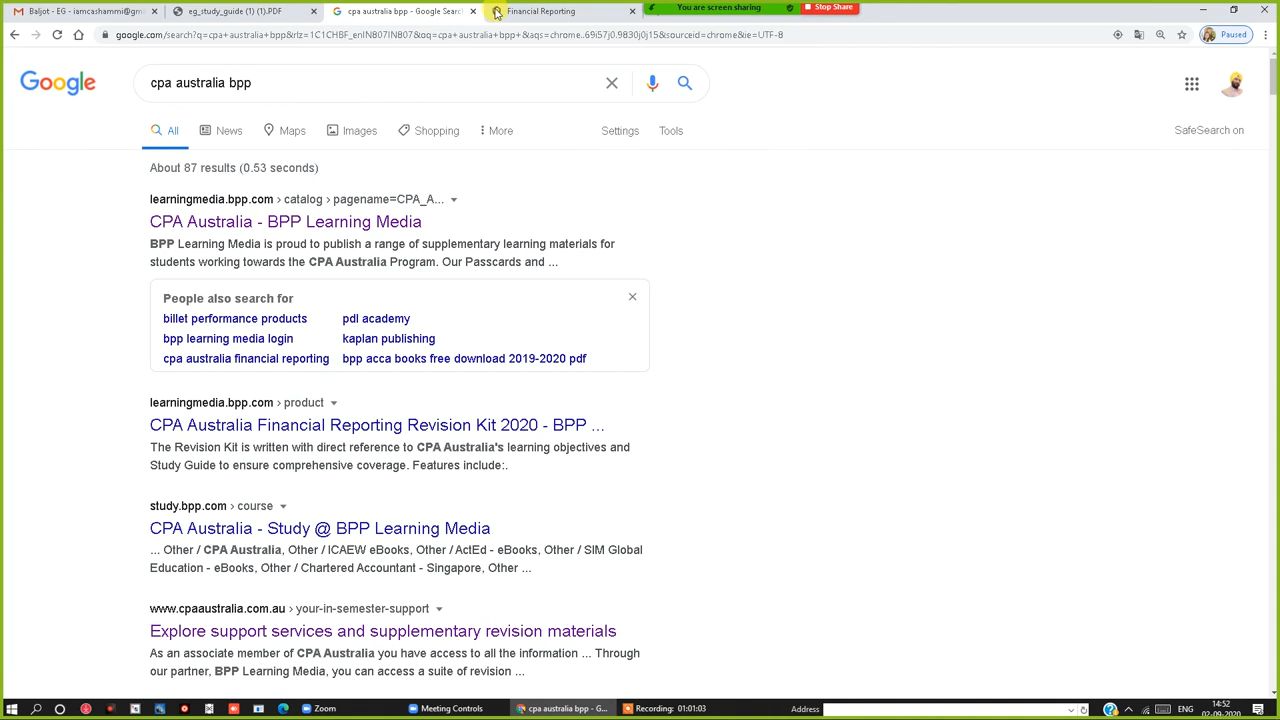 Baljot - EG - iamcashammi@gm
eg_study_guide (1) (1).PDF
cpa australia bpp - Google Searc
Financial Reporting
You are screen sharing
Stop Share
google.com/search?q=cpa+australia+bpp&rlz=1C1CHBF_enIN807IN807&oq=cpa+australia+bpp+&aqs=chrome..69i57j0.9830j0j15&sourceid=chrome&ie=UTF-8
Paused
Google
cpa australia bpp
All
News
Maps
Images
Shopping
More
Settings
Tools
SafeSearch on
About 87 results (0.53 seconds)
learningmedia.bpp.com › catalog › pagename=CPA_A...
CPA Australia - BPP Learning Media
BPP Learning Media is proud to publish a range of supplementary learning materials for
students working towards the CPA Australia Program. Our Passcards and ...
People also search for
billet performance products
pdl academy
bpp learning media login
kaplan publishing
cpa australia financial reporting
bpp acca books free download 2019-2020 pdf
learningmedia.bpp.com › product
CPA Australia Financial Reporting Revision Kit 2020 - BPP ...
The Revision Kit is written with direct reference to CPA Australia's learning objectives and
Study Guide to ensure comprehensive coverage. Features include:.
study.bpp.com › course
CPA Australia - Study @ BPP Learning Media
... Other / CPA Australia, Other / ICAEW eBooks, Other / ActEd - eBooks, Other / SIM Global
Education - eBooks, Other / Chartered Accountant - Singapore, Other ...
www.cpaaustralia.com.au › your-in-semester-support
Explore support services and supplementary revision materials
As an associate member of CPA Australia you have access to all the information ... Through
our partner, BPP Learning Media, you can access a suite of revision ...
Zoom
Meeting Controls
cpa australia bpp - G...
Recording: 01:01:03
Address
ENG
14:52
02-09-2020